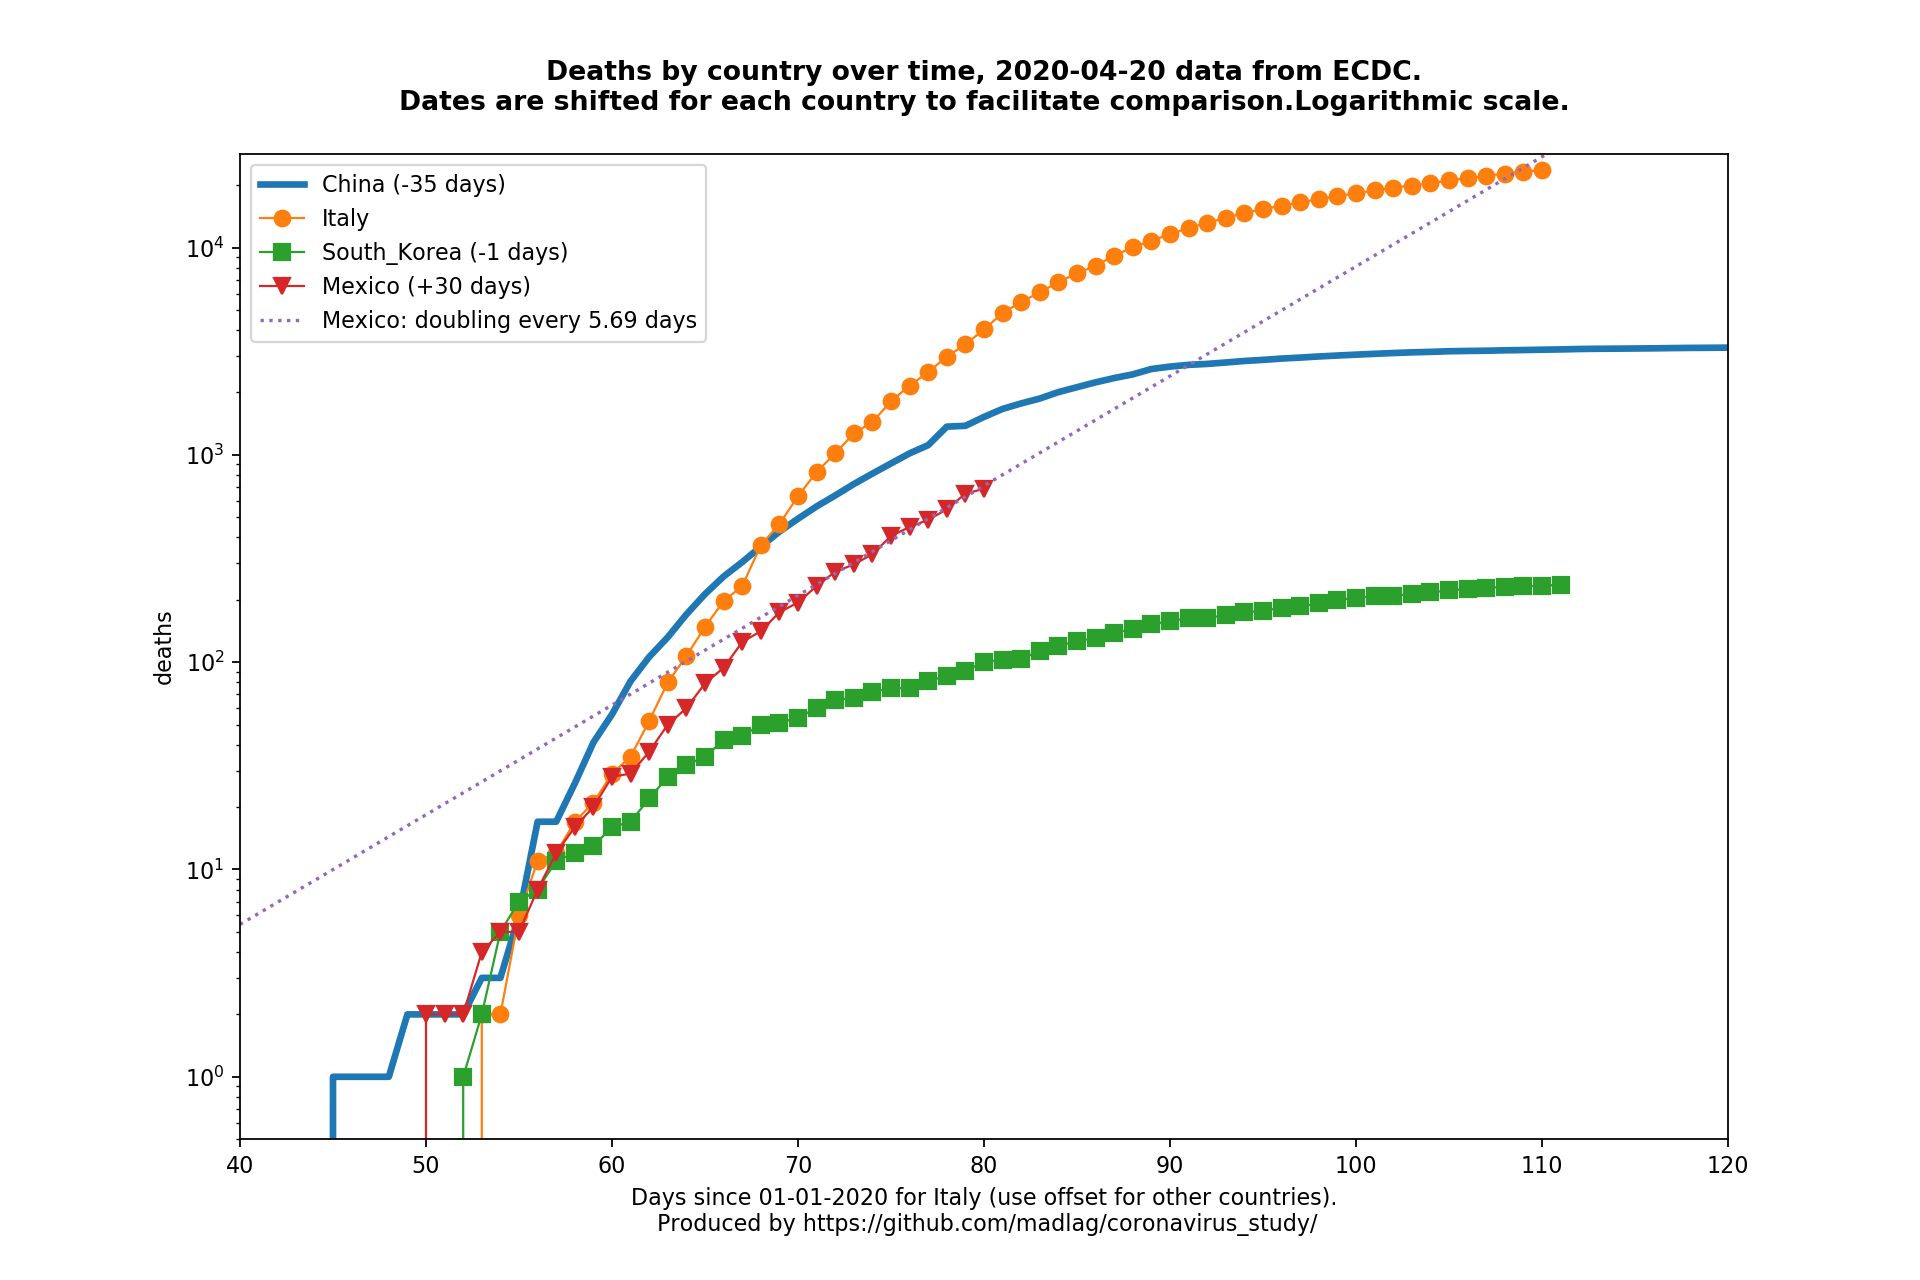 Deaths by country over time, 2020-04-20 data from ECDC.
Dates are shifted for each country to facilitate comparison.Logarithmic scale.
China (-35 days)
Italy
South_Korea (-1 days)
Mexico (+30 days)
Mexico: doubling every 5.69 days
10⁴
10³
10²
10¹
10⁰
deaths
40 50 60 70 80 90 100 110 120
Days since 01-01-2020 for Italy (use offset for other countries).
Produced by https://github.com/madlag/coronavirus_study/